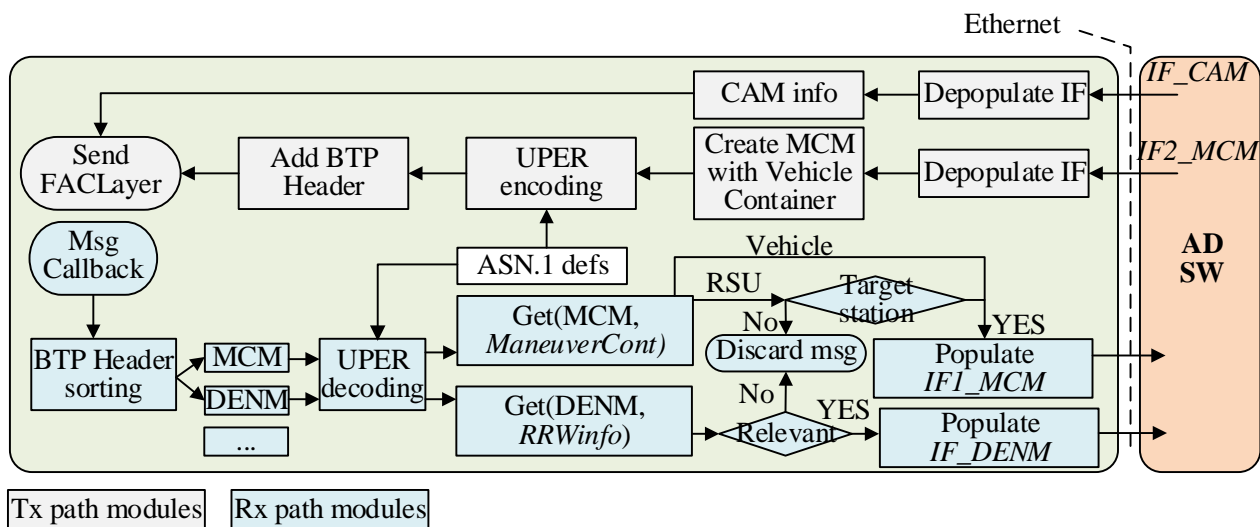 Ethernet
CAM info
Depopulate IF
IF_CAM
Send
FACLayer
Add BTP
Header
UPER
encoding
Create MCM
with Vehicle
Container
Depopulate IF
IF2_MCM
Msg
Callback
ASN.1 defs
Vehicle
RSU
Target
station
AD
SW
BTP Header
sorting
MCM
DENM
...
UPER
decoding
Get(MCM,
ManeuverCont)
No
YES
Discard msg
Populate
IF1_MCM
Get(DENM,
RRWinfo)
No
Relevant
YES
Populate
IF_DENM
Tx path modules
Rx path modules